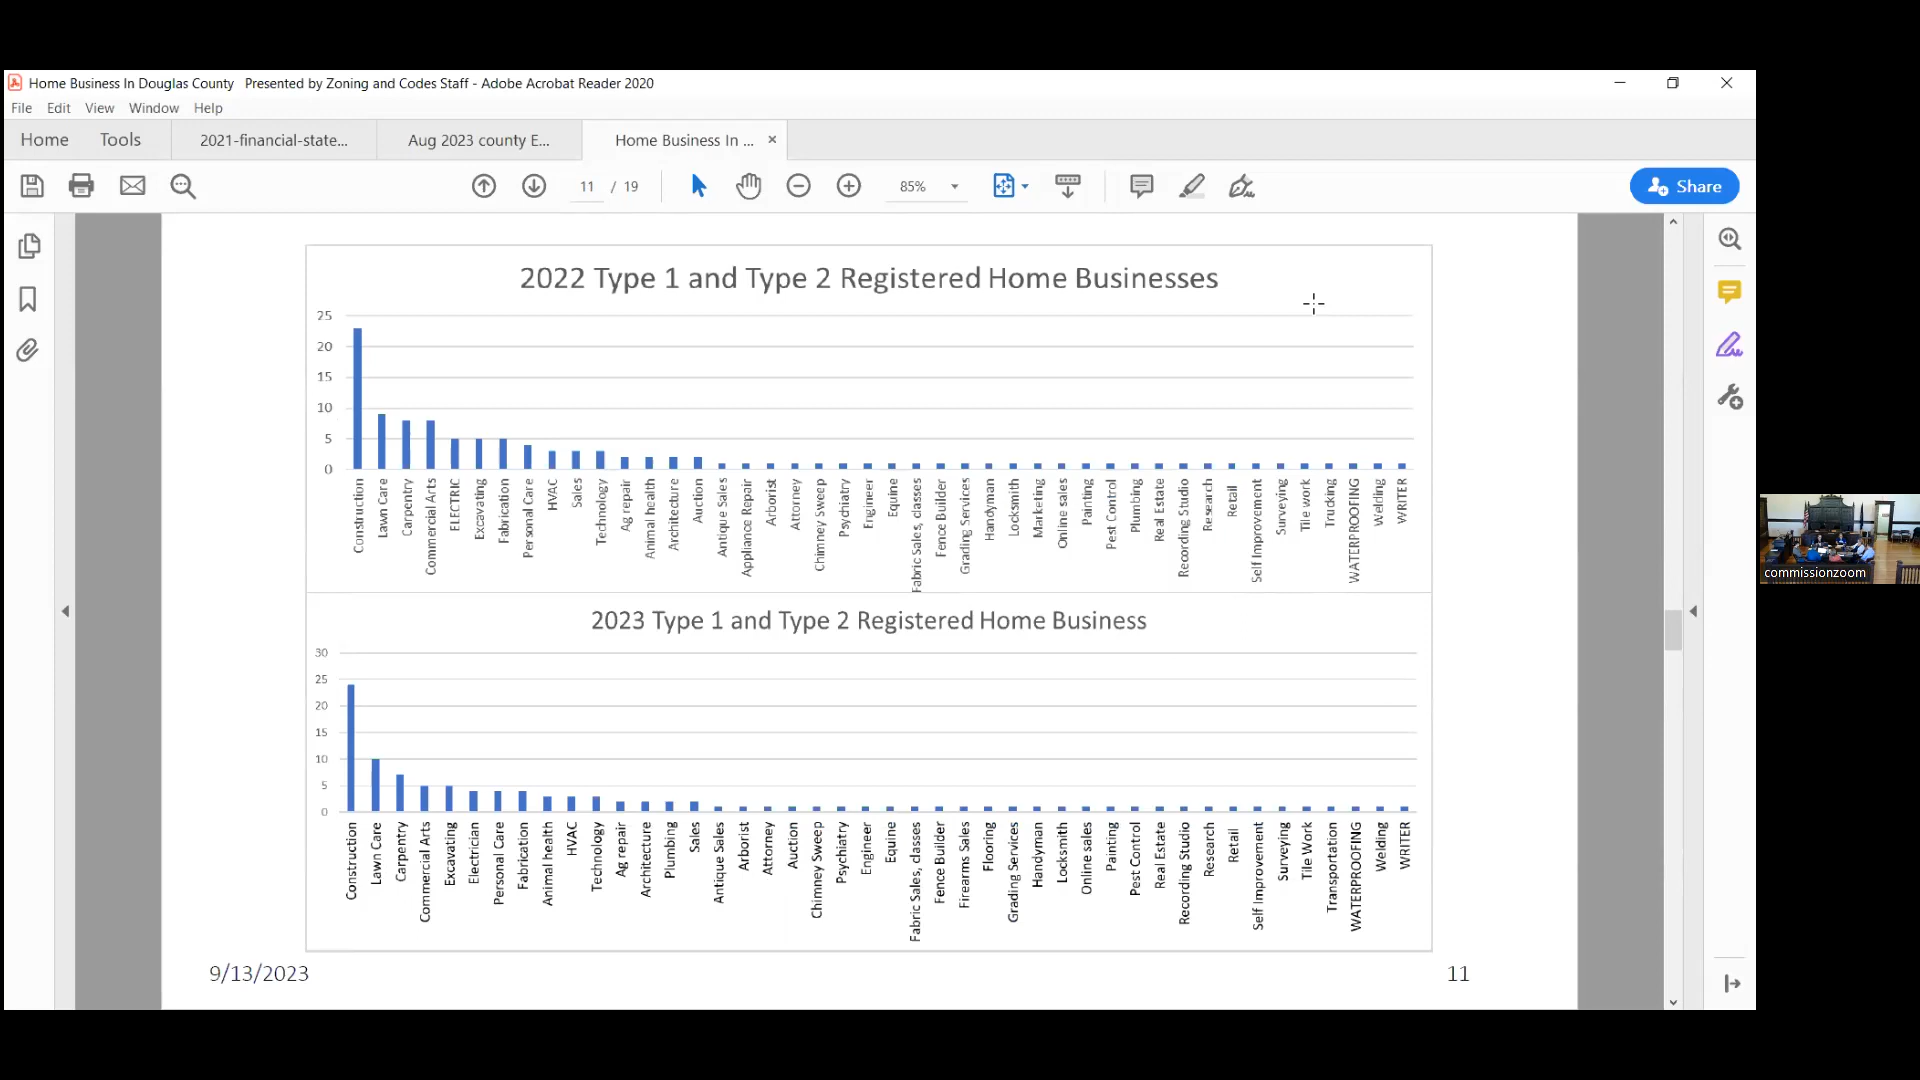 Home Business In Douglas County   Presented by Zoning and Codes Staff - Adobe Acrobat Reader 2020
File Edit View Window Help
Home Tools 2021-financial-state... Aug 2023 county E... Home Business In ...
11 / 19 85% Share
2022 Type 1 and Type 2 Registered Home Businesses
25
20
15
10
5
0
Construction
Lawn Care
Carpentry
Commercial Arts
ELECTRIC
Excavating
Fabrication
Personal Care
HVAC
Sales
Technology
Ag repair
Animal health
Architecture
Auction
Antique Sales
Appliance Repair
Arborist
Attorney
Chimney Sweep
Psychiatry
Engineer
Equine
Fabric Sales, classes
Fence Builder
Grading Services
Handyman
Locksmith
Marketing
Online sales
Painting
Pest Control
Plumbing
Real Estate
Recording Studio
Research
Retail
Self Improvement
Surveying
Tile work
Trucking
WATERPROOFING
Welding
WRITER
2023 Type 1 and Type 2 Registered Home Business
30
25
20
15
10
5
0
Construction
Lawn Care
Carpentry
Commercial Arts
Excavating
Electrician
Personal Care
Fabrication
Animal health
HVAC
Technology
Ag repair
Architecture
Plumbing
Sales
Antique Sales
Arborist
Attorney
Auction
Chimney Sweep
Psychiatry
Engineer
Equine
Fabric Sales, classes
Fence Builder
Firearms Sales
Flooring
Grading Services
Handyman
Locksmith
Online sales
Painting
Pest Control
Real Estate
Recording Studio
Research
Retail
Self Improvement
Surveying
Tile Work
Transportation
WATERPROOFING
Welding
WRITER
9/13/2023 11
commissionzoom